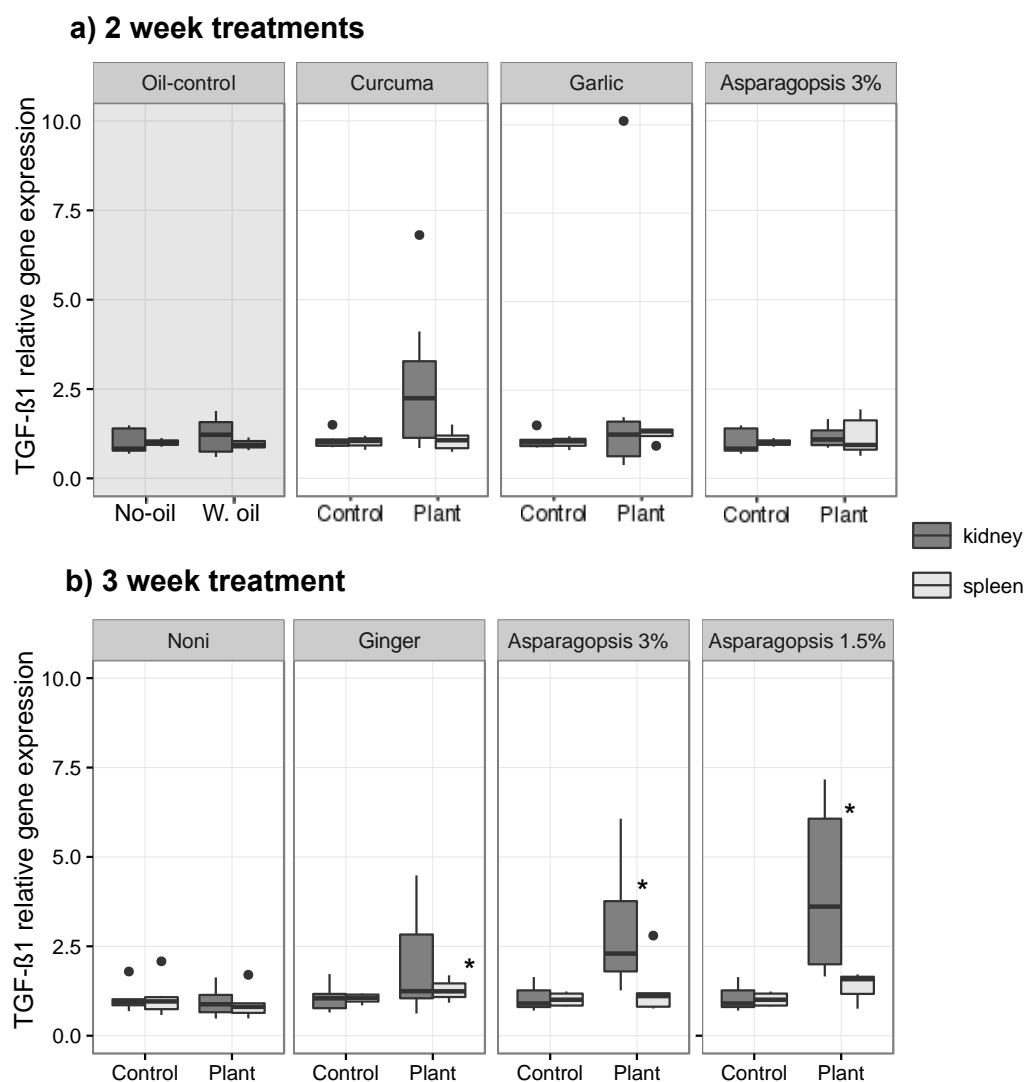 a) 2 week treatments
Oil-control Curcuma Garlic Asparagopsis 3%
TGF-ß1 relative gene expression
10.0
7.5
5.0
2.5
0.0
No-oil W. oil Control Plant Control Plant Control Plant
kidney
spleen
b) 3 week treatment
Noni Ginger Asparagopsis 3% Asparagopsis 1.5%
TGF-ß1 relative gene expression
10.0
7.5
5.0
2.5
0.0
*
*
*
Control Plant Control Plant Control Plant Control Plant